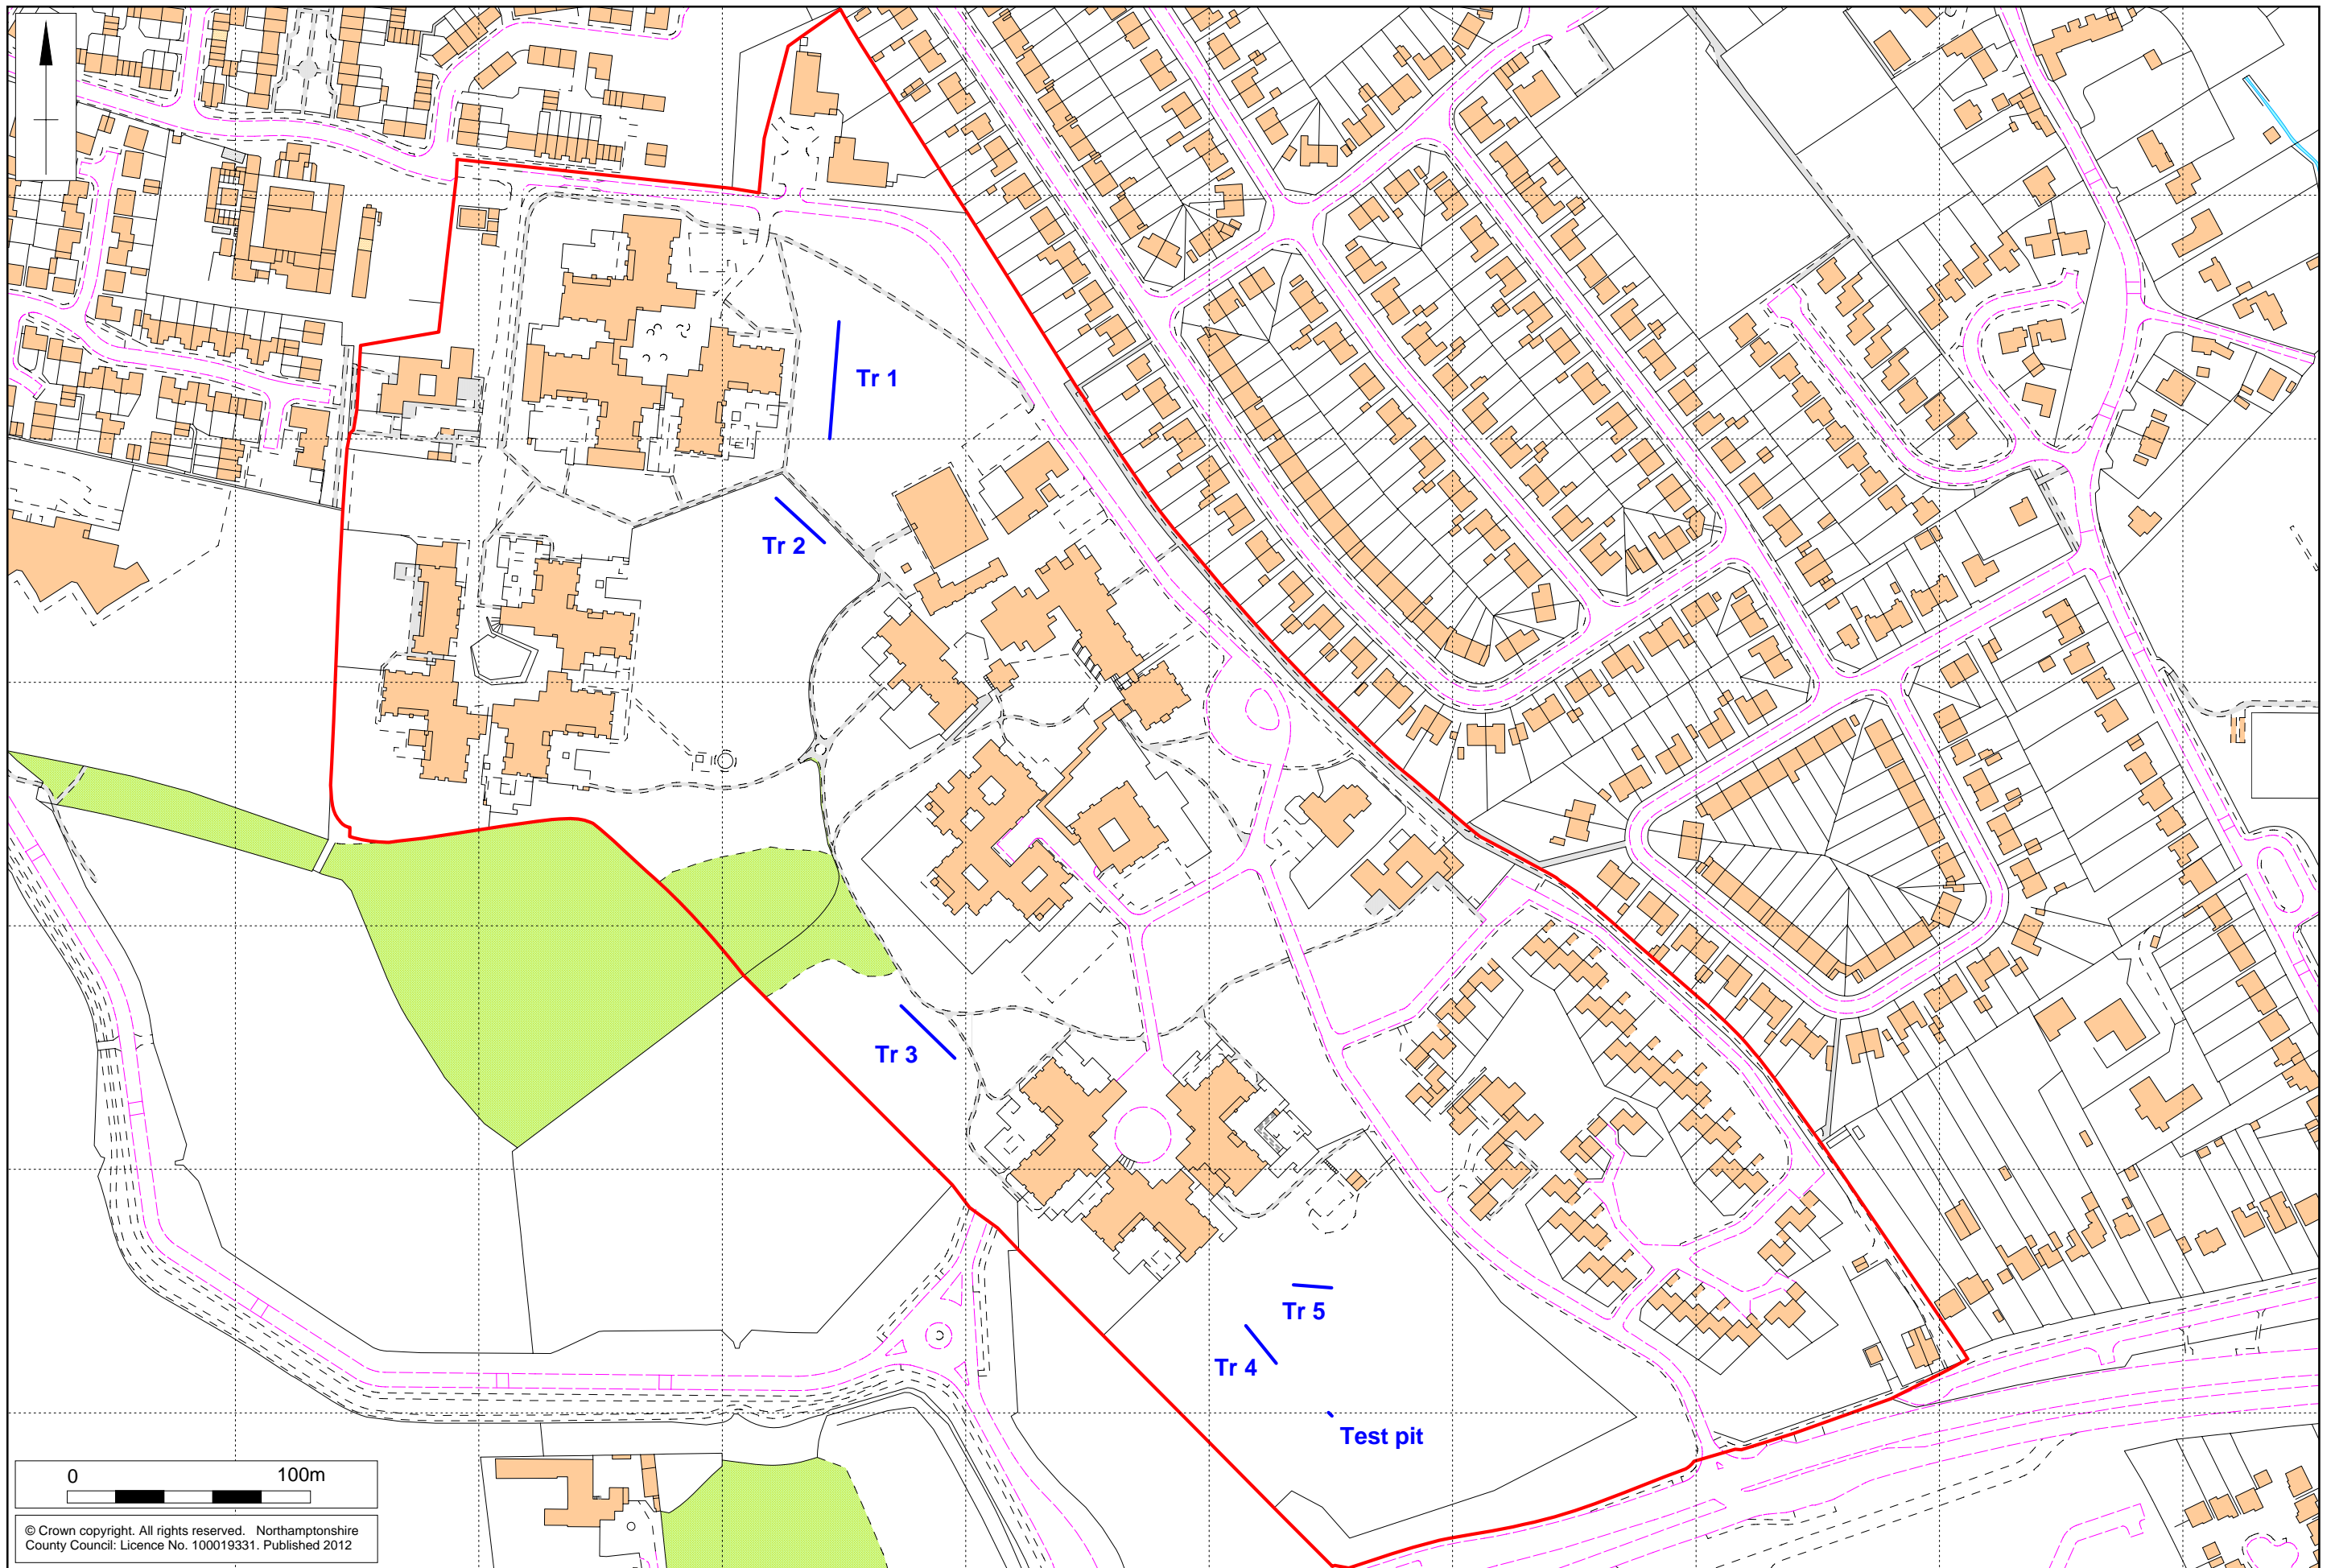 Tr 1
Tr 2
Tr 3
Tr 5
Tr 4
Test pit
0 100m
© Crown copyright. All rights reserved. Northamptonshire
County Council: Licence No. 100019331. Published 2012